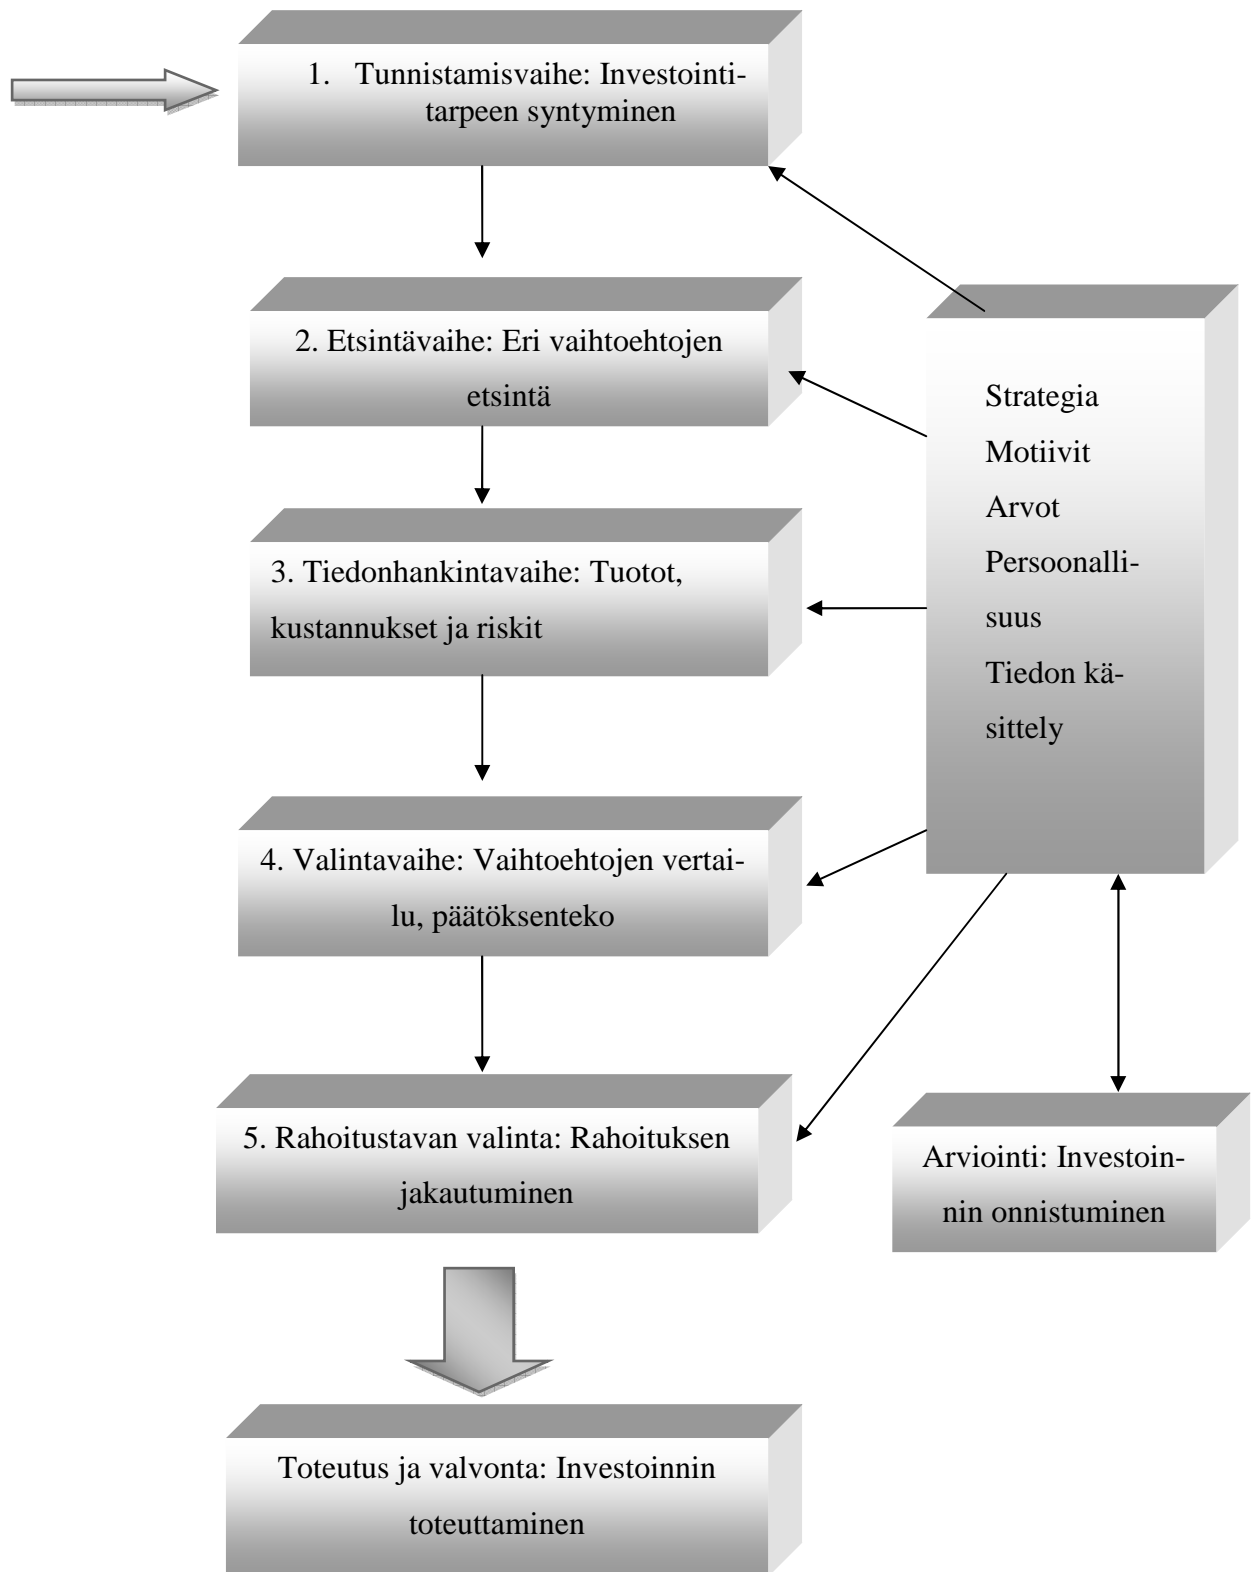 1. Tunnistamisvaihe: Investointi-
tarpeen syntyminen
2. Etsintävaihe: Eri vaihtoehtojen
etsintä
3. Tiedonhankintavaihe: Tuotot,
kustannukset ja riskit
4. Valintavaihe: Vaihtoehtojen vertai-
lu, päätöksenteko
5. Rahoitustavan valinta: Rahoituksen
jakautuminen
Toteutus ja valvonta: Investoinnin
toteuttaminen
Strategia
Motiivit
Arvot
Persoonalli-
suus
Tiedon kä-
sittely
Arviointi: Investoin-
nin onnistuminen